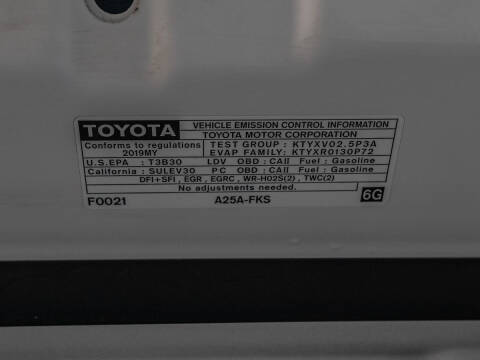 TOYOTA
VEHICLE EMISSION CONTROL INFORMATION
TOYOTA MOTOR CORPORATION
Conforms to regulations
2019MY
TEST GROUP : KTYXV02.5P3A
EVAP FAMILY: KTYXR0130P72
U.S.EPA : T3B30 LDV OBD : CAII Fuel : Gasoline
California : SULEV30 PC OBD : CAII Fuel : Gasoline
DFI+SFI, EGR, EGRC, WR-HO2S(2), TWC(2)
No adjustments needed.
F0021 A25A-FKS 6G